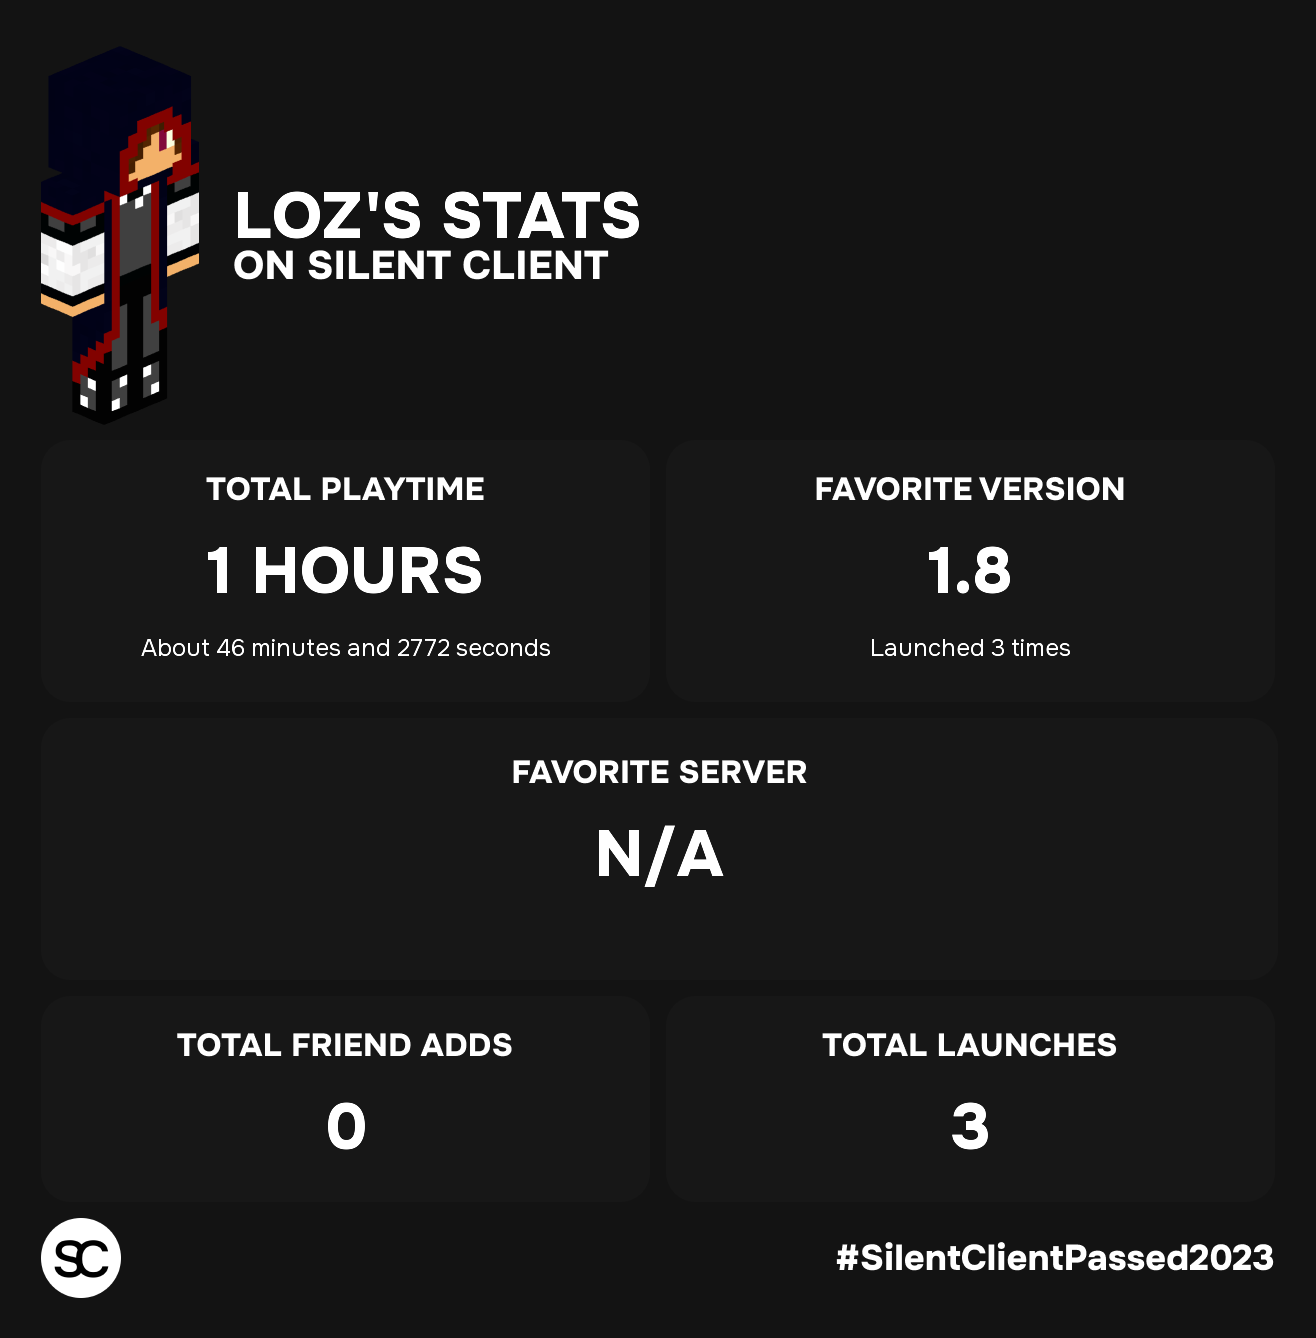 LOZ'S STATS
ON SILENT CLIENT
TOTAL PLAYTIME
1 HOURS
About 46 minutes and 2772 seconds
FAVORITE VERSION
1.8
Launched 3 times
FAVORITE SERVER
N/A
TOTAL FRIEND ADDS
0
TOTAL LAUNCHES
3
SC
#SilentClientPassed2023